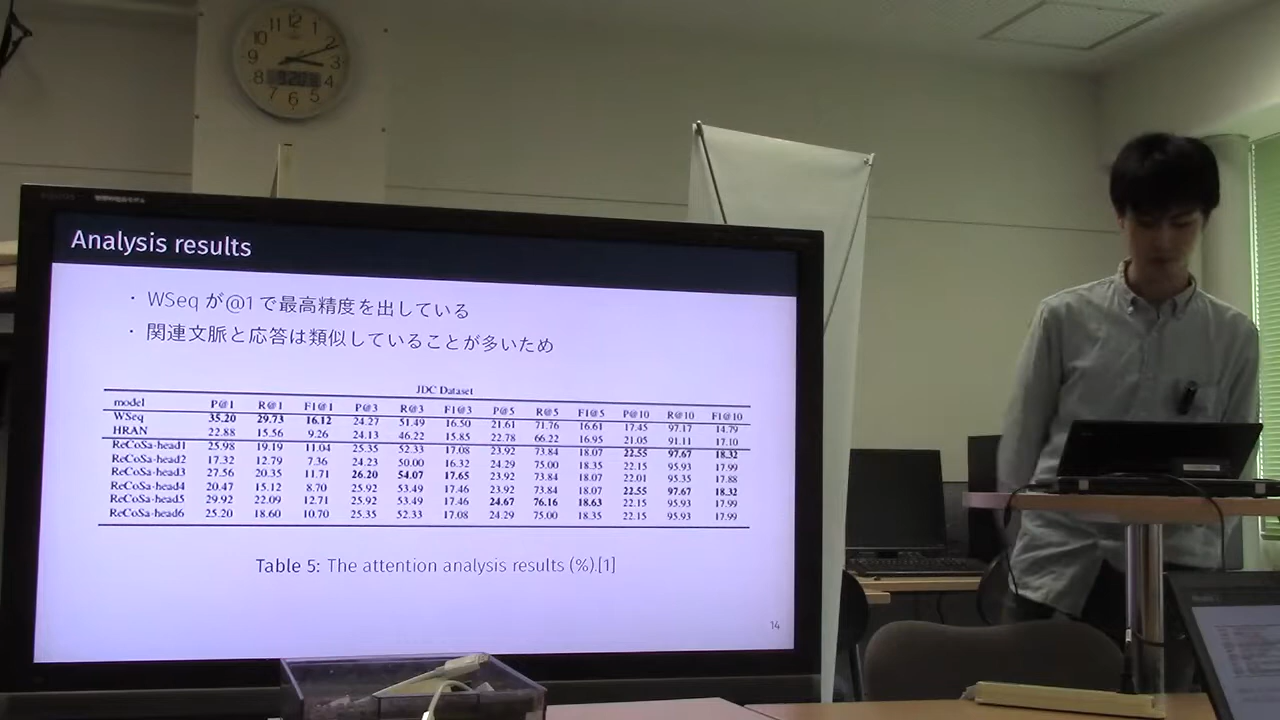 Analysis results
・ WSeq が@1 で最高精度を出している
・ 関連文脈と応答は類似していることが多いため
JDC Dataset
model P@1 R@1 F1@1 P@3 R@3 F1@3 P@5 R@5 F1@5 P@10 R@10 F1@10
WSeq 35.20 29.73 16.12 24.27 51.49 16.50 21.61 71.76 16.61 17.45 97.17 14.79
HRAN 22.88 15.56 9.26 24.13 46.22 15.85 22.78 66.22 16.95 21.05 91.11 17.10
ReCoSa-head1 25.98 19.19 11.04 25.35 52.33 17.08 23.92 73.84 18.07 22.55 97.67 18.32
ReCoSa-head2 17.32 12.79 7.36 24.23 50.00 16.32 24.29 75.00 18.35 22.15 95.93 17.99
ReCoSa-head3 27.56 20.35 11.71 26.20 54.07 17.65 23.92 73.84 18.07 22.01 95.35 17.88
ReCoSa-head4 20.47 15.12 8.70 25.92 53.49 17.46 23.92 73.84 18.07 22.55 97.67 18.32
ReCoSa-head5 29.92 22.09 12.71 25.92 53.49 17.46 24.67 76.16 18.63 22.15 95.93 17.99
ReCoSa-head6 25.20 18.60 10.70 25.35 52.33 17.08 24.29 75.00 18.35 22.15 95.93 17.99
Table 5: The attention analysis results (%).[1]
14
12
1
2
3
4
5
6
7
8
9
10
11